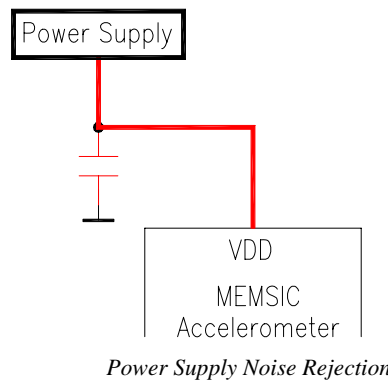 Power Supply
VDD
MEMSIC
Accelerometer
Power Supply Noise Rejection